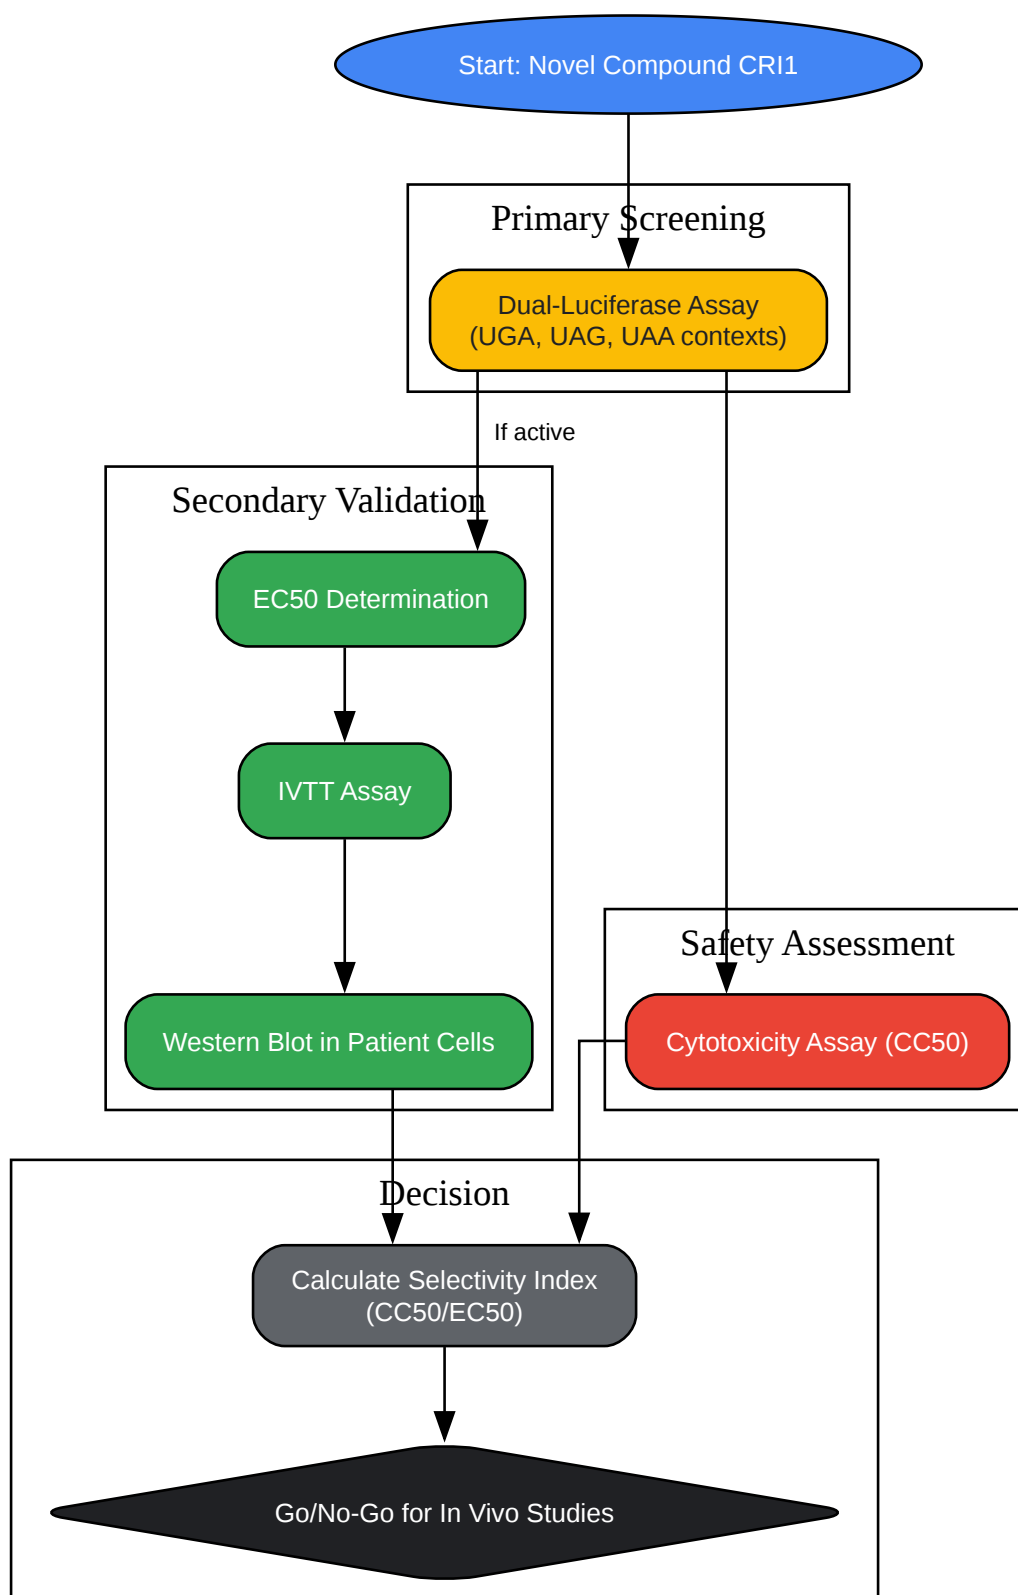 Start: Novel Compound CRI1
Primary Screening
Dual-Luciferase Assay
(UGA, UAG, UAA contexts)
If active
Secondary Validation
EC50 Determination
IVTT Assay
Safety Assessment
Western Blot in Patient Cells
Cytotoxicity Assay (CC50)
Decision
Calculate Selectivity Index
(CC50/EC50)
Go/No-Go for In Vivo Studies